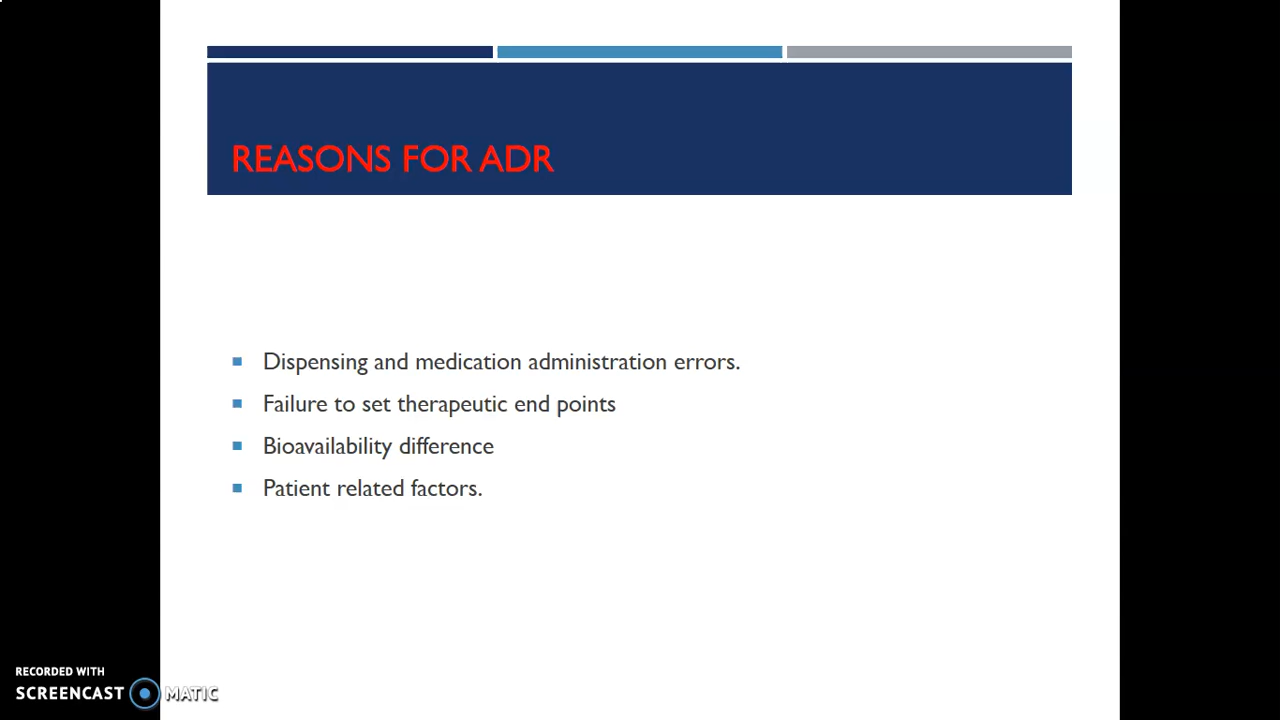 REASONS FOR ADR
Dispensing and medication administration errors.
Failure to set therapeutic end points
Bioavailability difference
Patient related factors.
RECORDED WITH
SCREENCAST MATIC